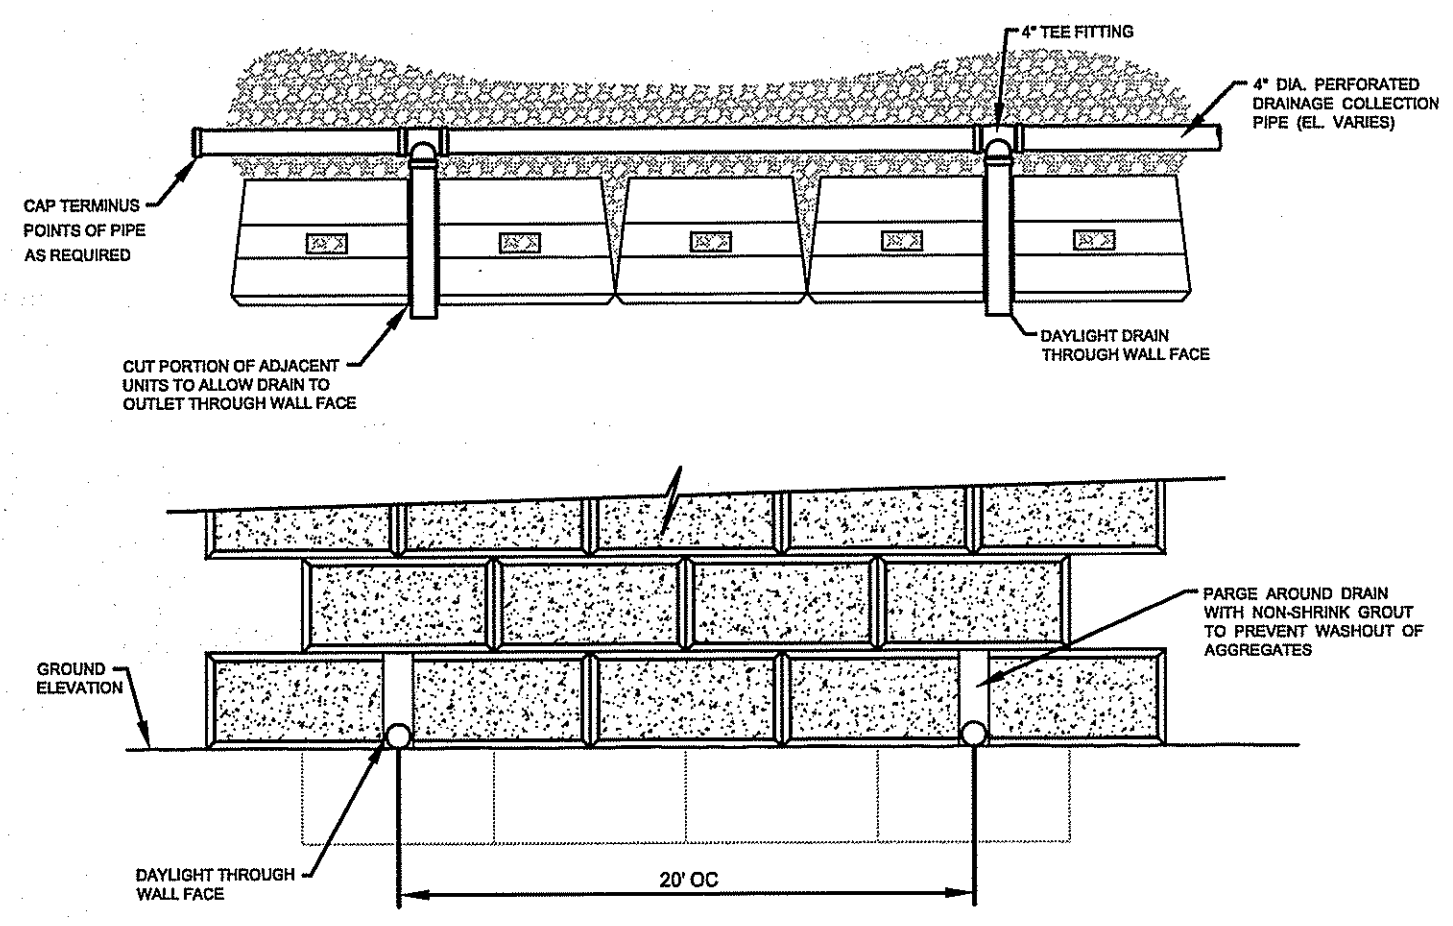 4" TEE FITTING
4" DIA. PERFORATED
DRAINAGE COLLECTION
PIPE (EL. VARIES)
CAP TERMINUS
POINTS OF PIPE
AS REQUIRED
DAYLIGHT DRAIN
THROUGH WALL FACE
CUT PORTION OF ADJACENT
UNITS TO ALLOW DRAIN TO
OUTLET THROUGH WALL FACE
PARGE AROUND DRAIN
WITH NON-SHRINK GROUT
TO PREVENT WASHOUT OF
AGGREGATES
GROUND
ELEVATION
DAYLIGHT THROUGH
WALL FACE
20' OC